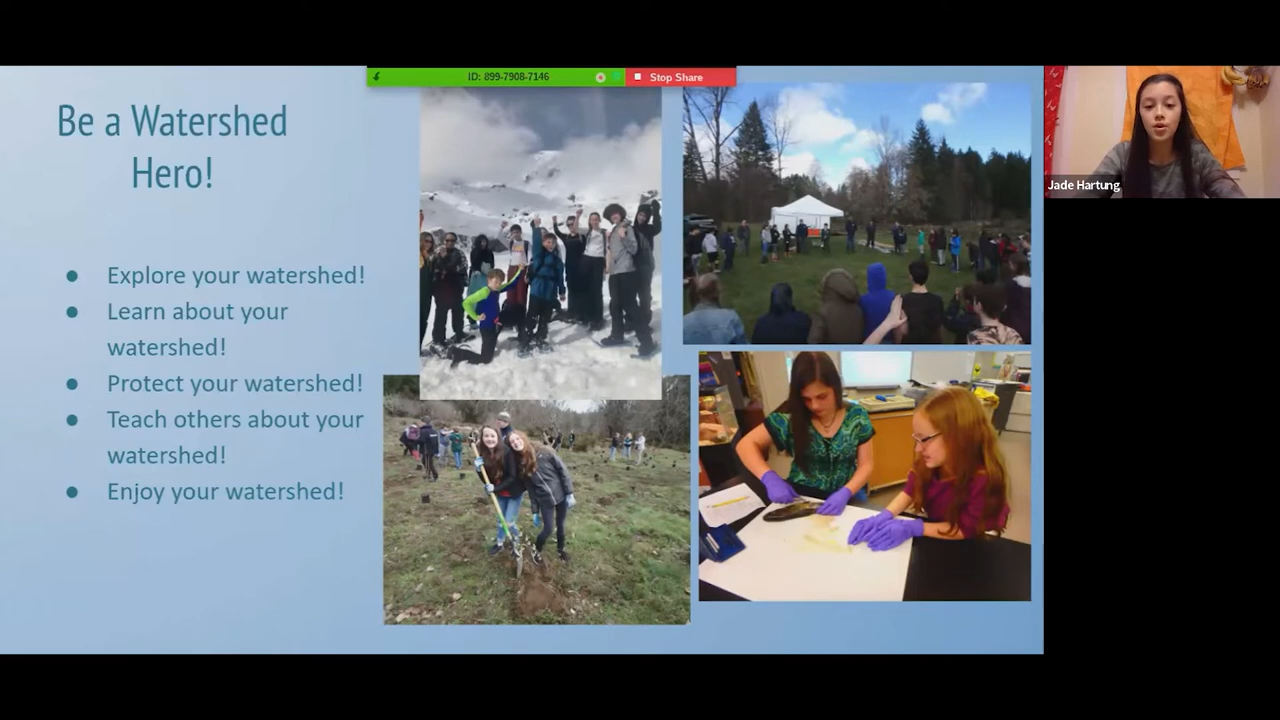 ID: 899-7908-7146
Stop Share
Be a Watershed
Hero!
● Explore your watershed!
● Learn about your
watershed!
● Protect your watershed!
● Teach others about your
watershed!
● Enjoy your watershed!
Jade Hartung